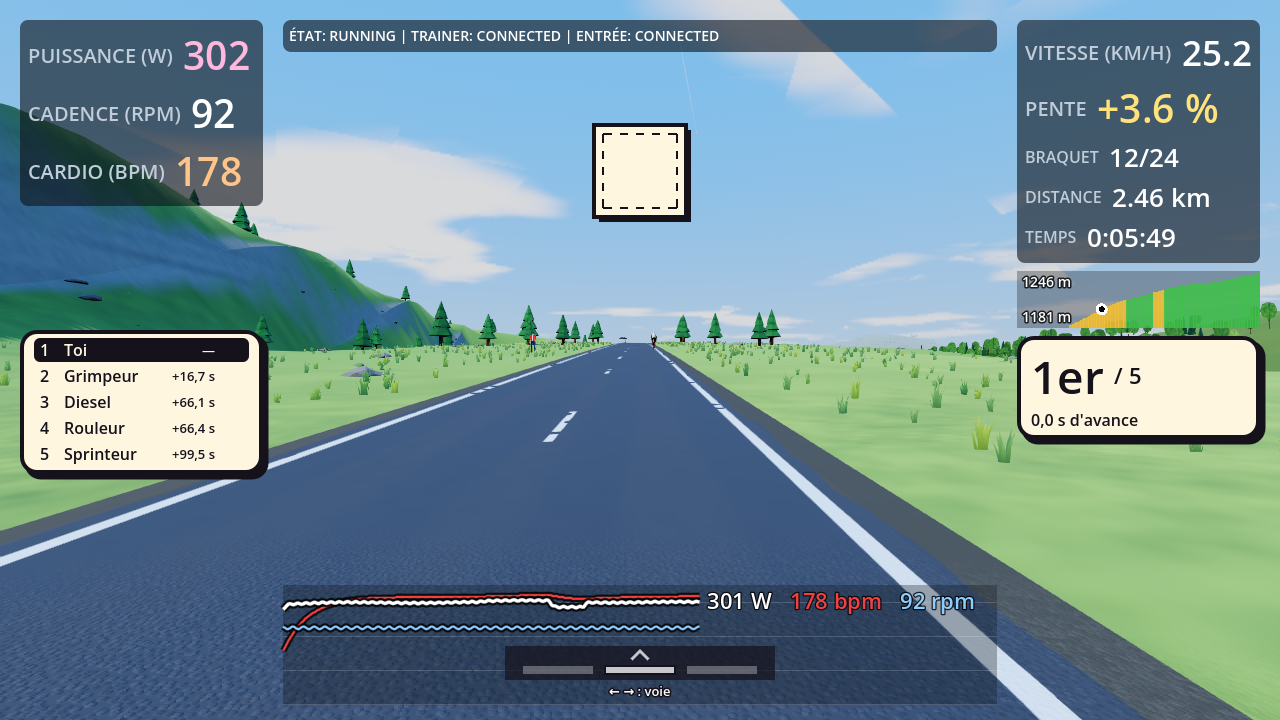 PUISSANCE (W) 302
CADENCE (RPM) 92
CARDIO (BPM) 178
ÉTAT: RUNNING | TRAINER: CONNECTED | ENTRÉE: CONNECTED
VITESSE (KM/H) 25.2
PENTE +3.6 %
BRAQUET 12/24
DISTANCE 2.46 km
TEMPS 0:05:49
1246 m
1181 m
1 Toi —
2 Grimpeur +16,7 s
3 Diesel +66,1 s
4 Rouleur +66,4 s
5 Sprinteur +99,5 s
1er / 5
0,0 s d'avance
301 W 178 bpm 92 rpm
← → : voie